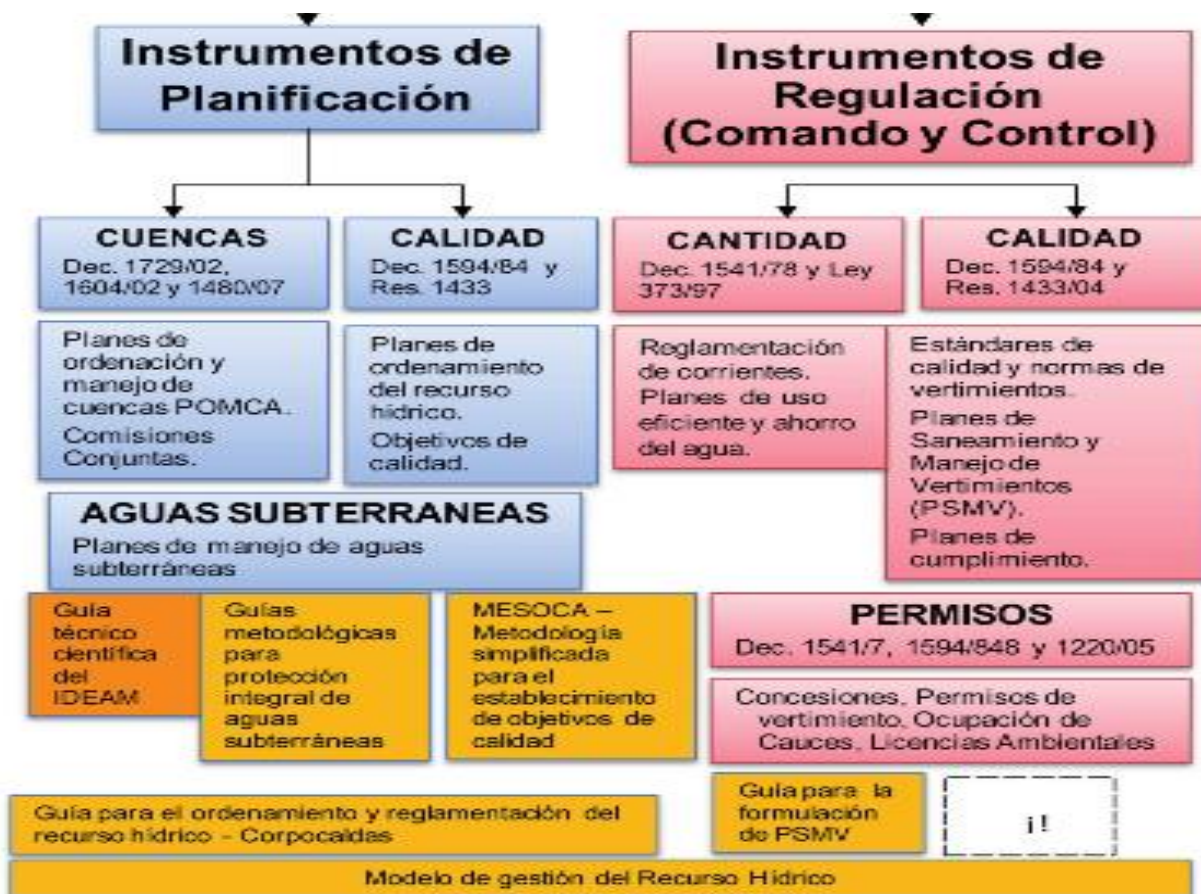 Instrumentos de
Planificación
CUENCAS
Dec. 1729/02,
1604/02 y 1480/07
Planes de
ordenación y
manejo de
cuencas POMCA.
Comisiones
Conjuntas.
CALIDAD
Dec. 1594/84 y
Res. 1433
Planes de
ordenamiento
del recurso
hídrico.
Objetivos de
calidad.
AGUAS SUBTERRANEAS
Planes de manejo de aguas
subterráneas
Guía
técnico
científica
del
IDEAM
Guías
metodológicas
para
protección
integral de
aguas
subterráneas
MESOCA –
Metodología
simplificada
para el
establecimiento
de objetivos de
calidad
Guía para el ordenamiento y reglamentación del
recurso hídrico - Corpocaldas
Instrumentos de
Regulación
(Comando y Control)
CANTIDAD
Dec. 1541/78 y Ley
373/97
Reglamentación
de corrientes.
Planes de uso
eficiente y ahorro
del agua.
CALIDAD
Dec. 1594/84 y
Res. 1433/04
Estándares de
calidad y normas de
vertimientos.
Planes de
Saneamiento y
Manejo de
Vertimientos
(PSMV).
Planes de
cumplimiento.
PERMISOS
Dec. 1541/7, 1594/848 y 1220/05
Concesiones, Permisos de
vertimiento, Ocupación de
Cauces, Licencias Ambientales
Guía para la
formulación
de PSMV
¡!
Modelo de gestión del Recurso Hídrico